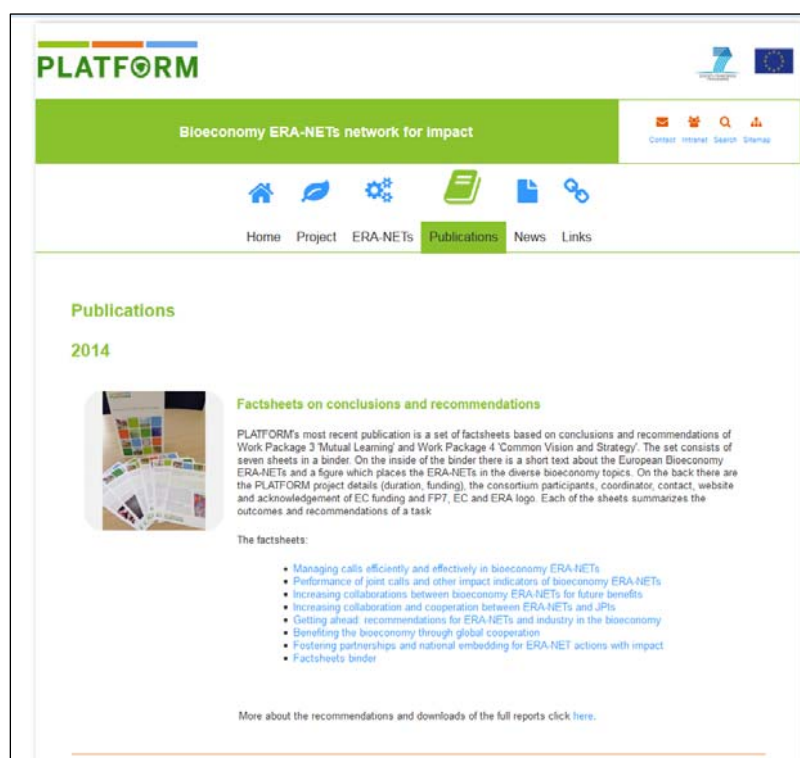 PLATFORM
Bioeconomy ERA-NETs network for impact
Contact Intranet Search Sitemap
Home Project ERA-NETs Publications News Links
Publications
2014
Factsheets on conclusions and recommendations
PLATFORM's most recent publication is a set of factsheets based on conclusions and recommendations of
Work Package 3 'Mutual Learning' and Work Package 4 'Common Vision and Strategy'. The set consists of
seven sheets in a binder. On the inside of the binder there is a short text about the European Bioeconomy
ERA-NETs and a figure which places the ERA-NETs in the diverse bioeconomy topics. On the back there are
the PLATFORM project details (duration, funding), the consortium participants, coordinator, contact, website
and acknowledgement of EC funding and FP7, EC and ERA logo. Each of the sheets summarizes the
outcomes and recommendations of a task
The factsheets:
• Managing calls efficiently and effectively in bioeconomy ERA-NETs
• Performance of joint calls and other impact indicators of bioeconomy ERA-NETs
• Increasing collaborations between bioeconomy ERA-NETs for future benefits
• Increasing collaboration and cooperation between ERA-NETs and JPIs
• Getting ahead: recommendations for ERA-NETs and industry in the bioeconomy
• Benefiting the bioeconomy through global cooperation
• Fostering partnerships and national embedding for ERA-NET actions with impact
• Factsheets binder
More about the recommendations and downloads of the full reports click here.